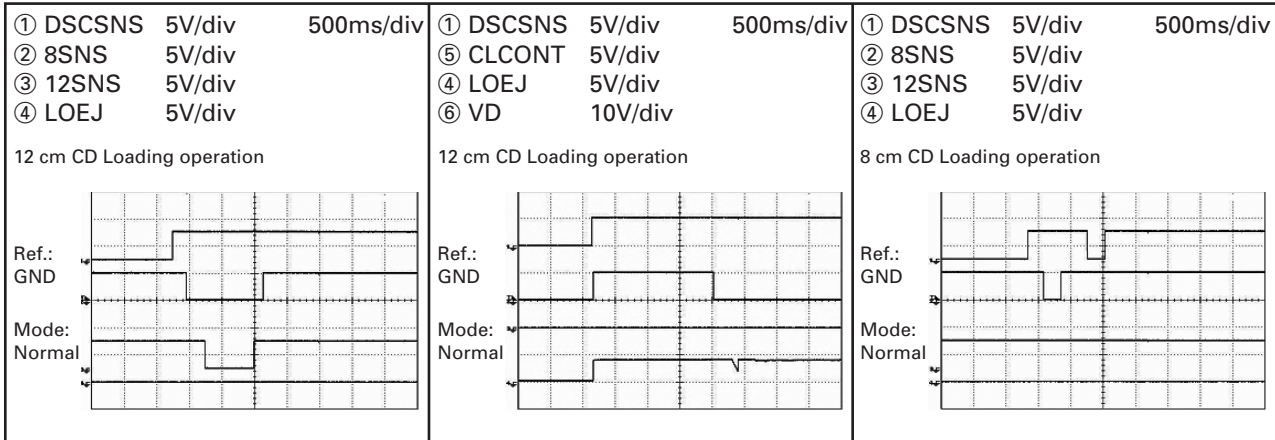 ① DSCSNS 5V/div 500ms/div
② 8SNS 5V/div
③ 12SNS 5V/div
④ LOEJ 5V/div
12 cm CD Loading operation
Ref.:
GND
Mode:
Normal
① DSCSNS 5V/div 500ms/div
⑤ CLCONT 5V/div
④ LOEJ 5V/div
⑥ VD 10V/div
12 cm CD Loading operation
Ref.:
GND
Mode:
Normal
① DSCSNS 5V/div 500ms/div
② 8SNS 5V/div
③ 12SNS 5V/div
④ LOEJ 5V/div
8 cm CD Loading operation
Ref.:
GND
Mode:
Normal